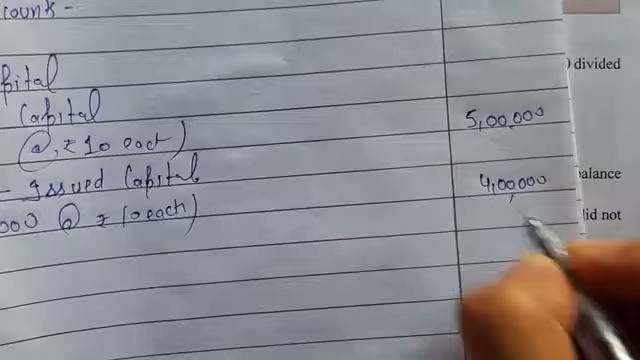 counts -
) divided
pital
Capital
(@ ₹ 10 each) 5,00,000
- Issued Capital 4,00,000
000 @ ₹ 10 each)
balance
did not